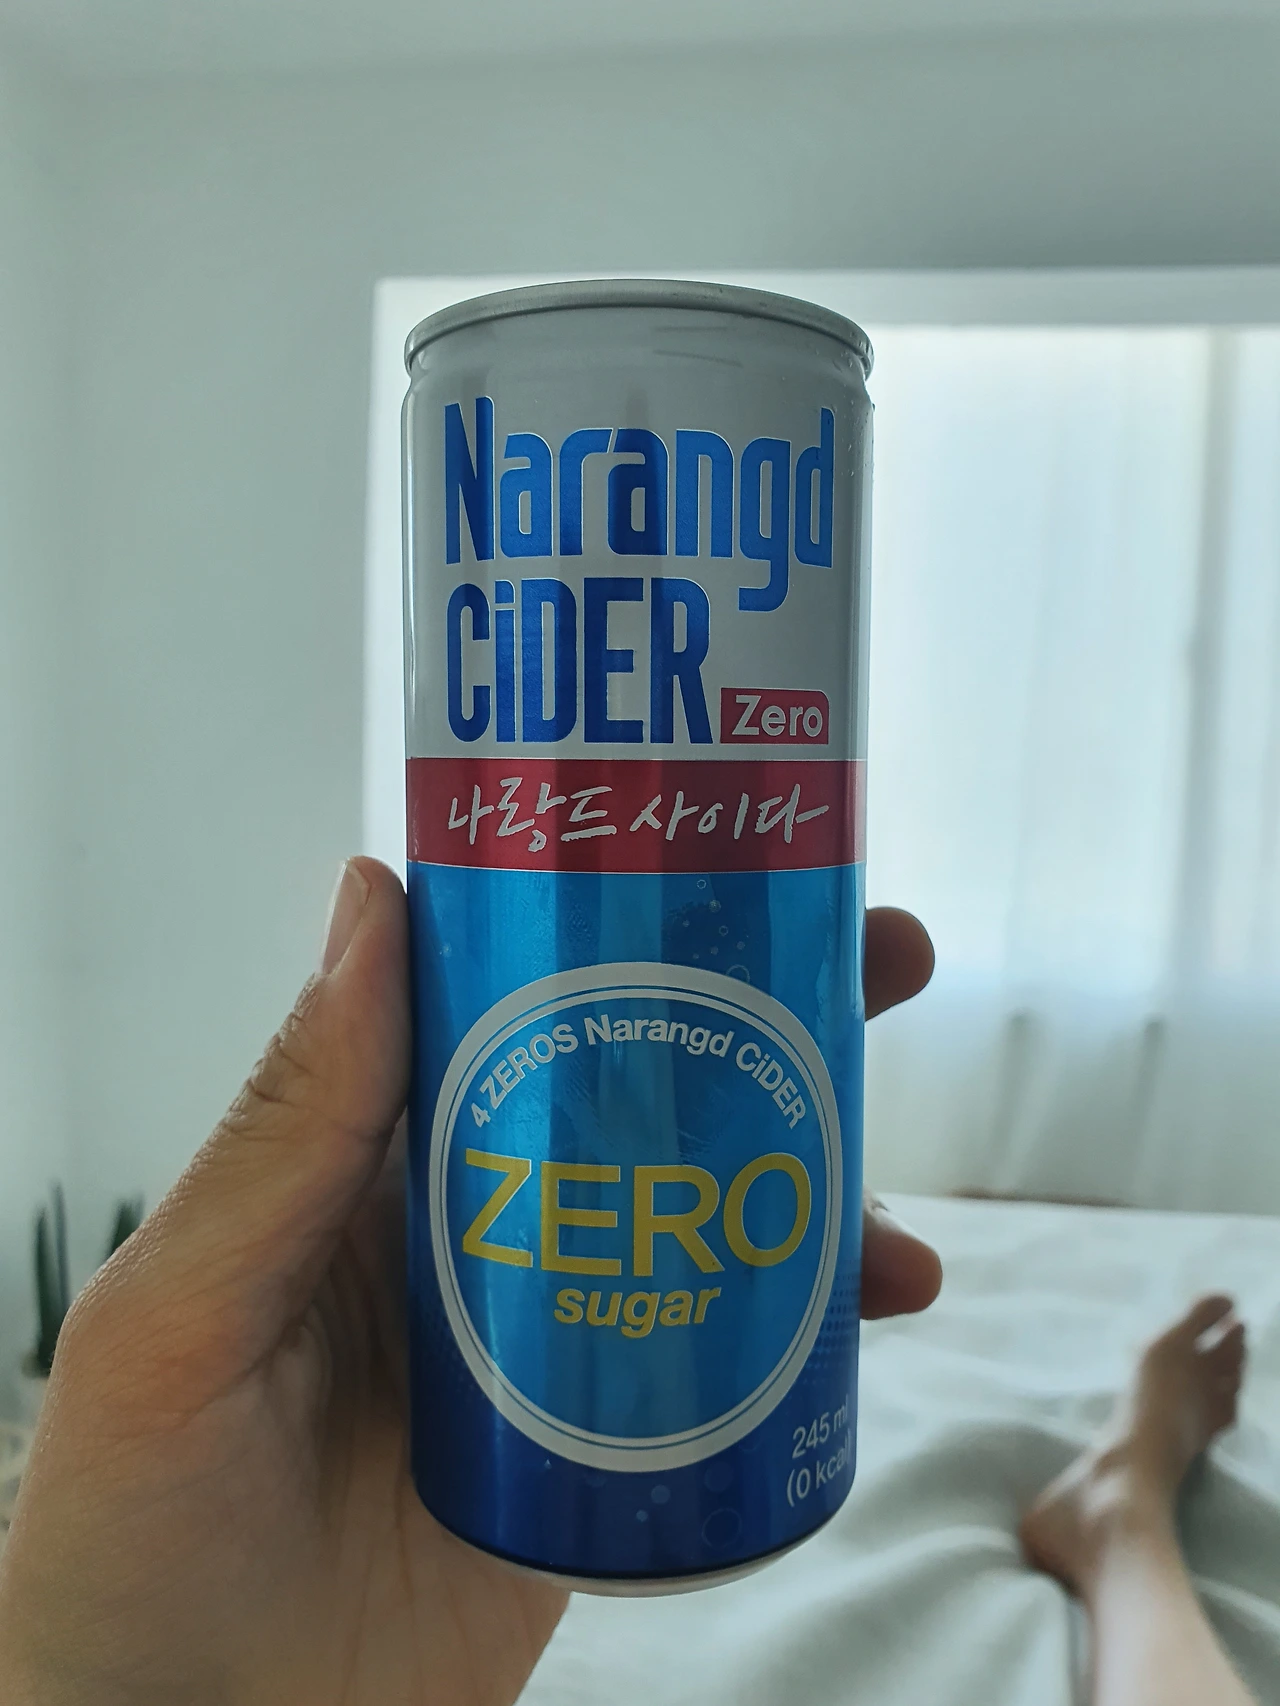 Narangd
CiDER
Zero
나랑드 사이다
4 ZEROS Narangd CiDER
ZERO
sugar
245 ml
(0 kcal)